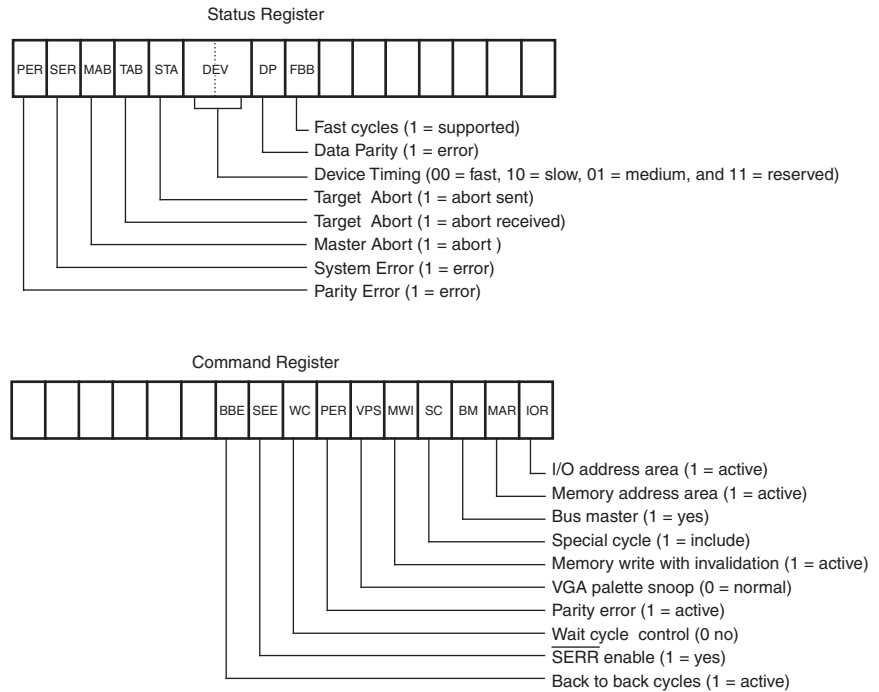 Status Register
PER SER MAB TAB STA DEV DP FBB
Fast cycles (1 = supported)
Data Parity (1 = error)
Device Timing (00 = fast, 10 = slow, 01 = medium, and 11 = reserved)
Target Abort (1 = abort sent)
Target Abort (1 = abort received)
Master Abort (1 = abort )
System Error (1 = error)
Parity Error (1 = error)
Command Register
BBE SEE WC PER VPS MWI SC BM MAR IOR
I/O address area (1 = active)
Memory address area (1 = active)
Bus master (1 = yes)
Special cycle (1 = include)
Memory write with invalidation (1 = active)
VGA palette snoop (0 = normal)
Parity error (1 = active)
Wait cycle control (0 no)
SERR enable (1 = yes)
Back to back cycles (1 = active)